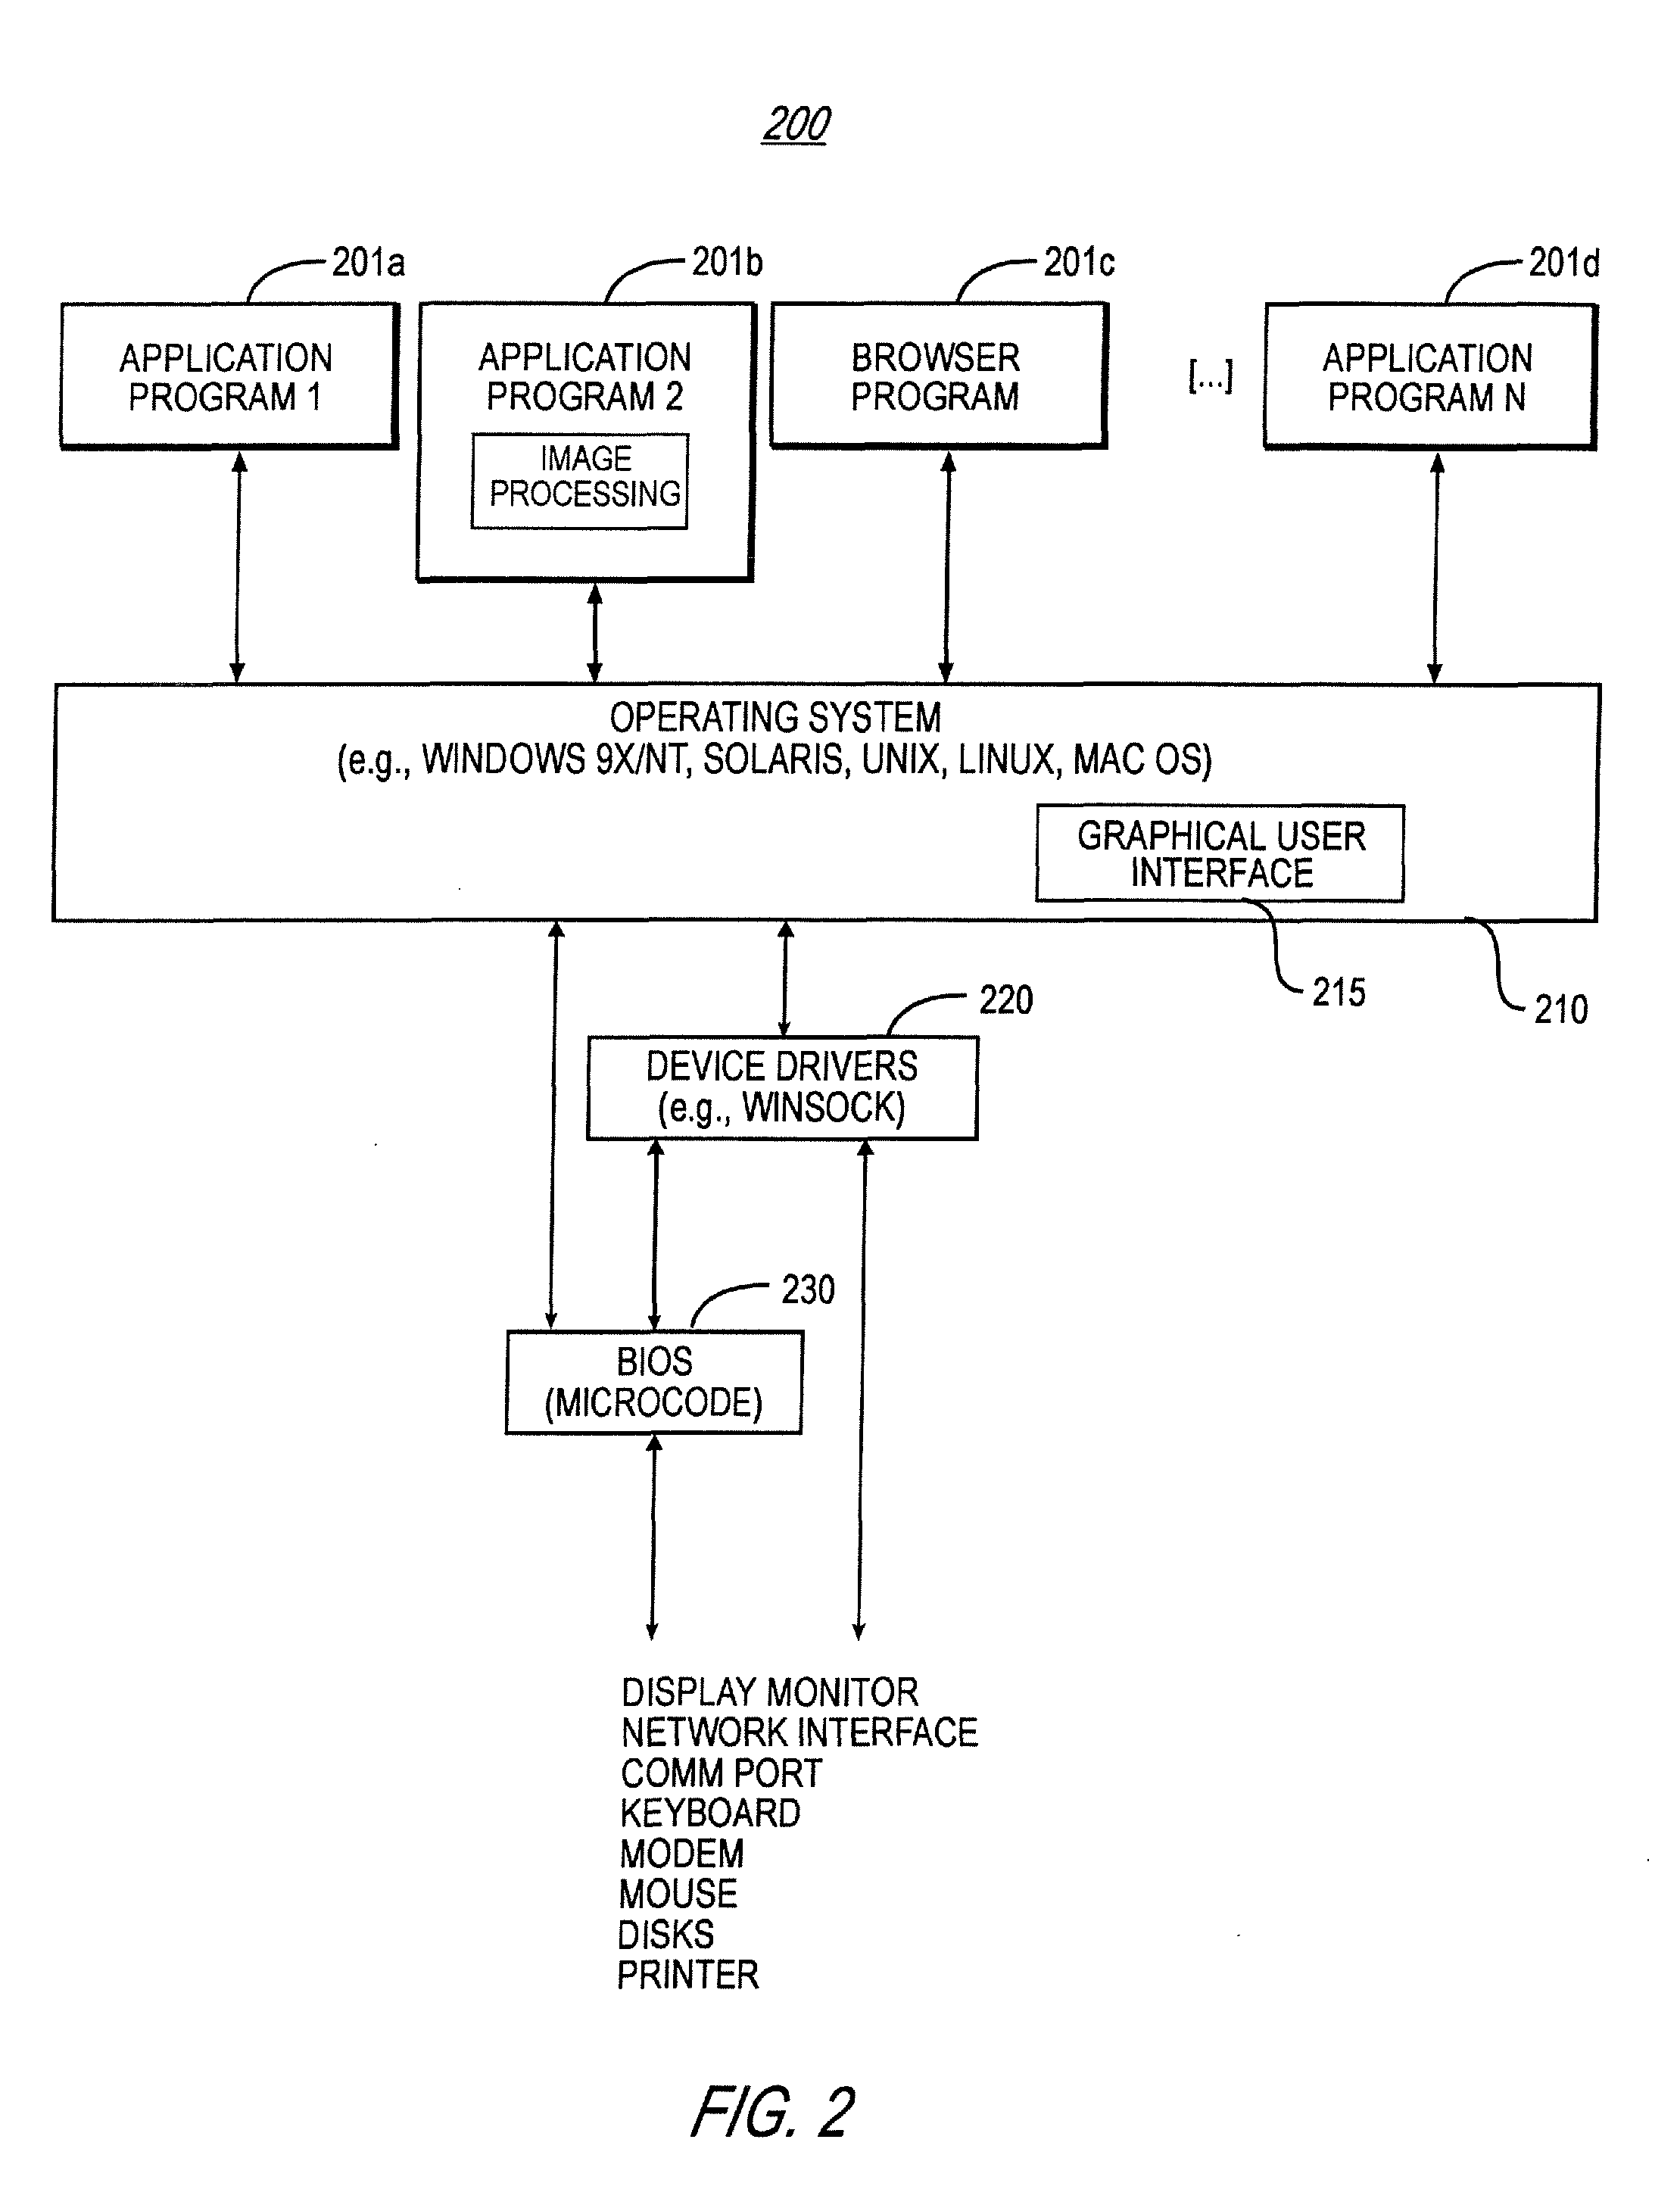 200
201a
201b
201c
201d
APPLICATION
PROGRAM 1
APPLICATION
PROGRAM 2
IMAGE
PROCESSING
BROWSER
PROGRAM
[...]
APPLICATION
PROGRAM N
OPERATING SYSTEM
(e.g., WINDOWS 9X/NT, SOLARIS, UNIX, LINUX, MAC OS)
GRAPHICAL USER
INTERFACE
215
210
220
DEVICE DRIVERS
(e.g., WINSOCK)
230
BIOS
(MICROCODE)
DISPLAY MONITOR
NETWORK INTERFACE
COMM PORT
KEYBOARD
MODEM
MOUSE
DISKS
PRINTER
FIG. 2